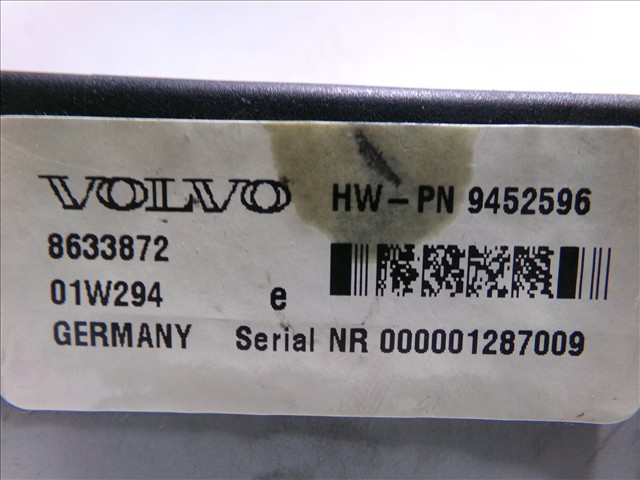 VOLVO HW-PN 9452596
8633872
01W294 e
GERMANY Serial NR 000001287009